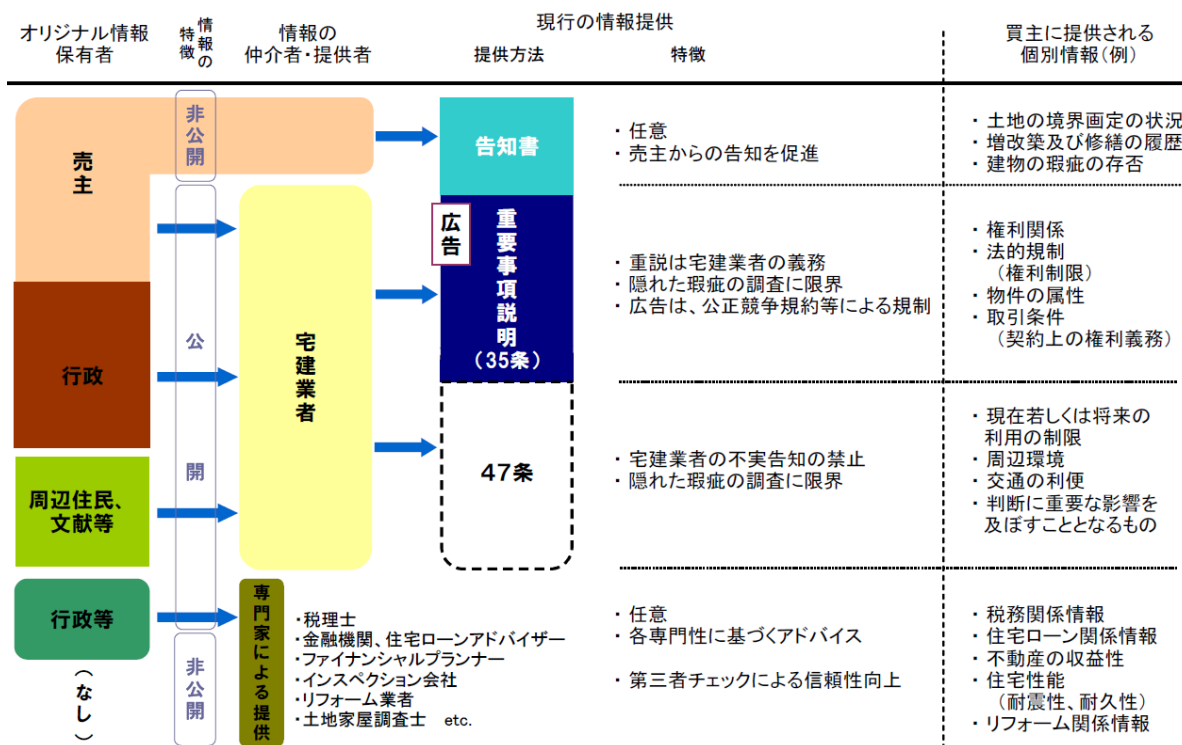 オリジナル情報
保有者
情報の
特徴
情報の
仲介者・提供者
現行の情報提供
提供方法
特徴
買主に提供される
個別情報(例)
売主
非公開
告知書
・任意
・売主からの告知を促進
・土地の境界画定の状況
・増改築及び修繕の履歴
・建物の瑕疵の存否
行政
公開
宅建業者
広告
重要事項説明
(35条)
・重説は宅建業者の義務
・隠れた瑕疵の調査に限界
・広告は、公正競争規約等による規制
・権利関係
・法的規制
(権利制限)
・物件の属性
・取引条件
(契約上の権利義務)
周辺住民、
文献等
47条
・宅建業者の不実告知の禁止
・隠れた瑕疵の調査に限界
・現在若しくは将来の
利用の制限
・周辺環境
・交通の利便
・判断に重要な影響を
及ぼすこととなるもの
行政等
(なし)
非公開
専門家による提供
・税理士
・金融機関、住宅ローンアドバイザー
・ファイナンシャルプランナー
・インスペクション会社
・リフォーム業者
・土地家屋調査士 etc.
・任意
・各専門性に基づくアドバイス
・第三者チェックによる信頼性向上
・税務関係情報
・住宅ローン関係情報
・不動産の収益性
・住宅性能
(耐震性、耐久性)
・リフォーム関係情報